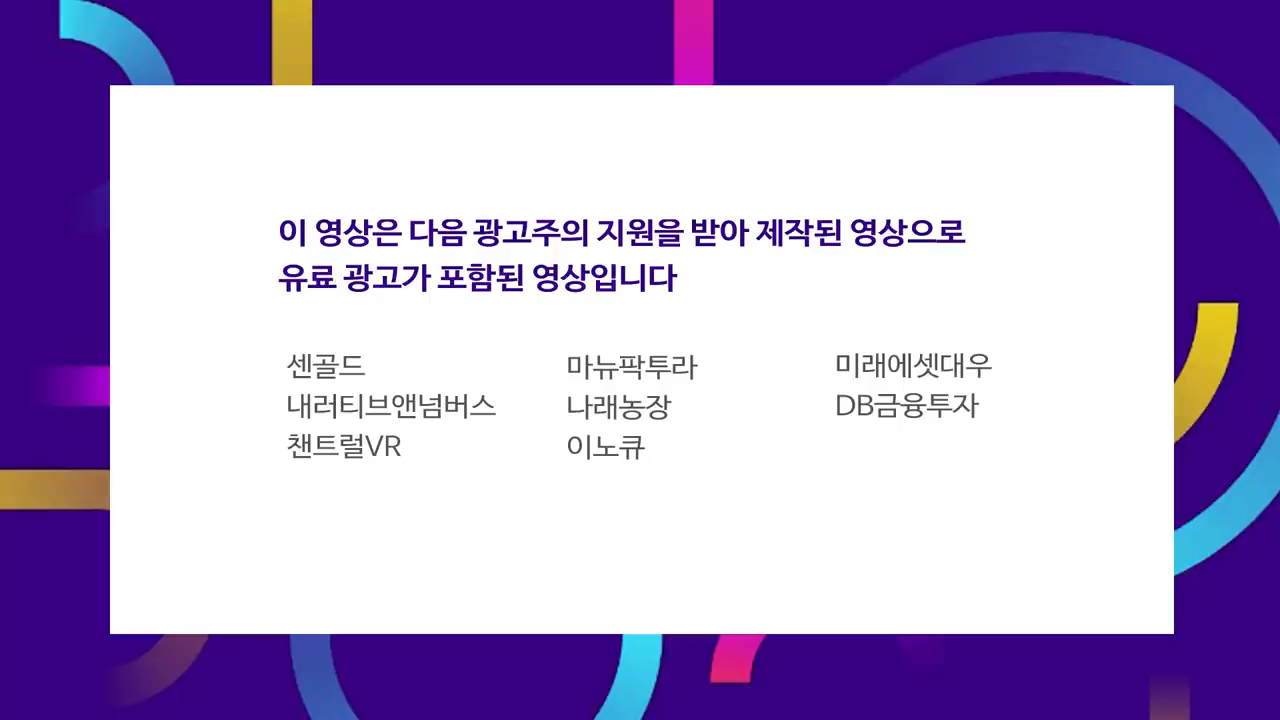 이 영상은 다음 광고주의 지원을 받아 제작된 영상으로
유료 광고가 포함된 영상입니다
센골드
내러티브앤넘버스
챈트럴VR
마뉴팍투라
나래농장
이노큐
미래에셋대우
DB금융투자